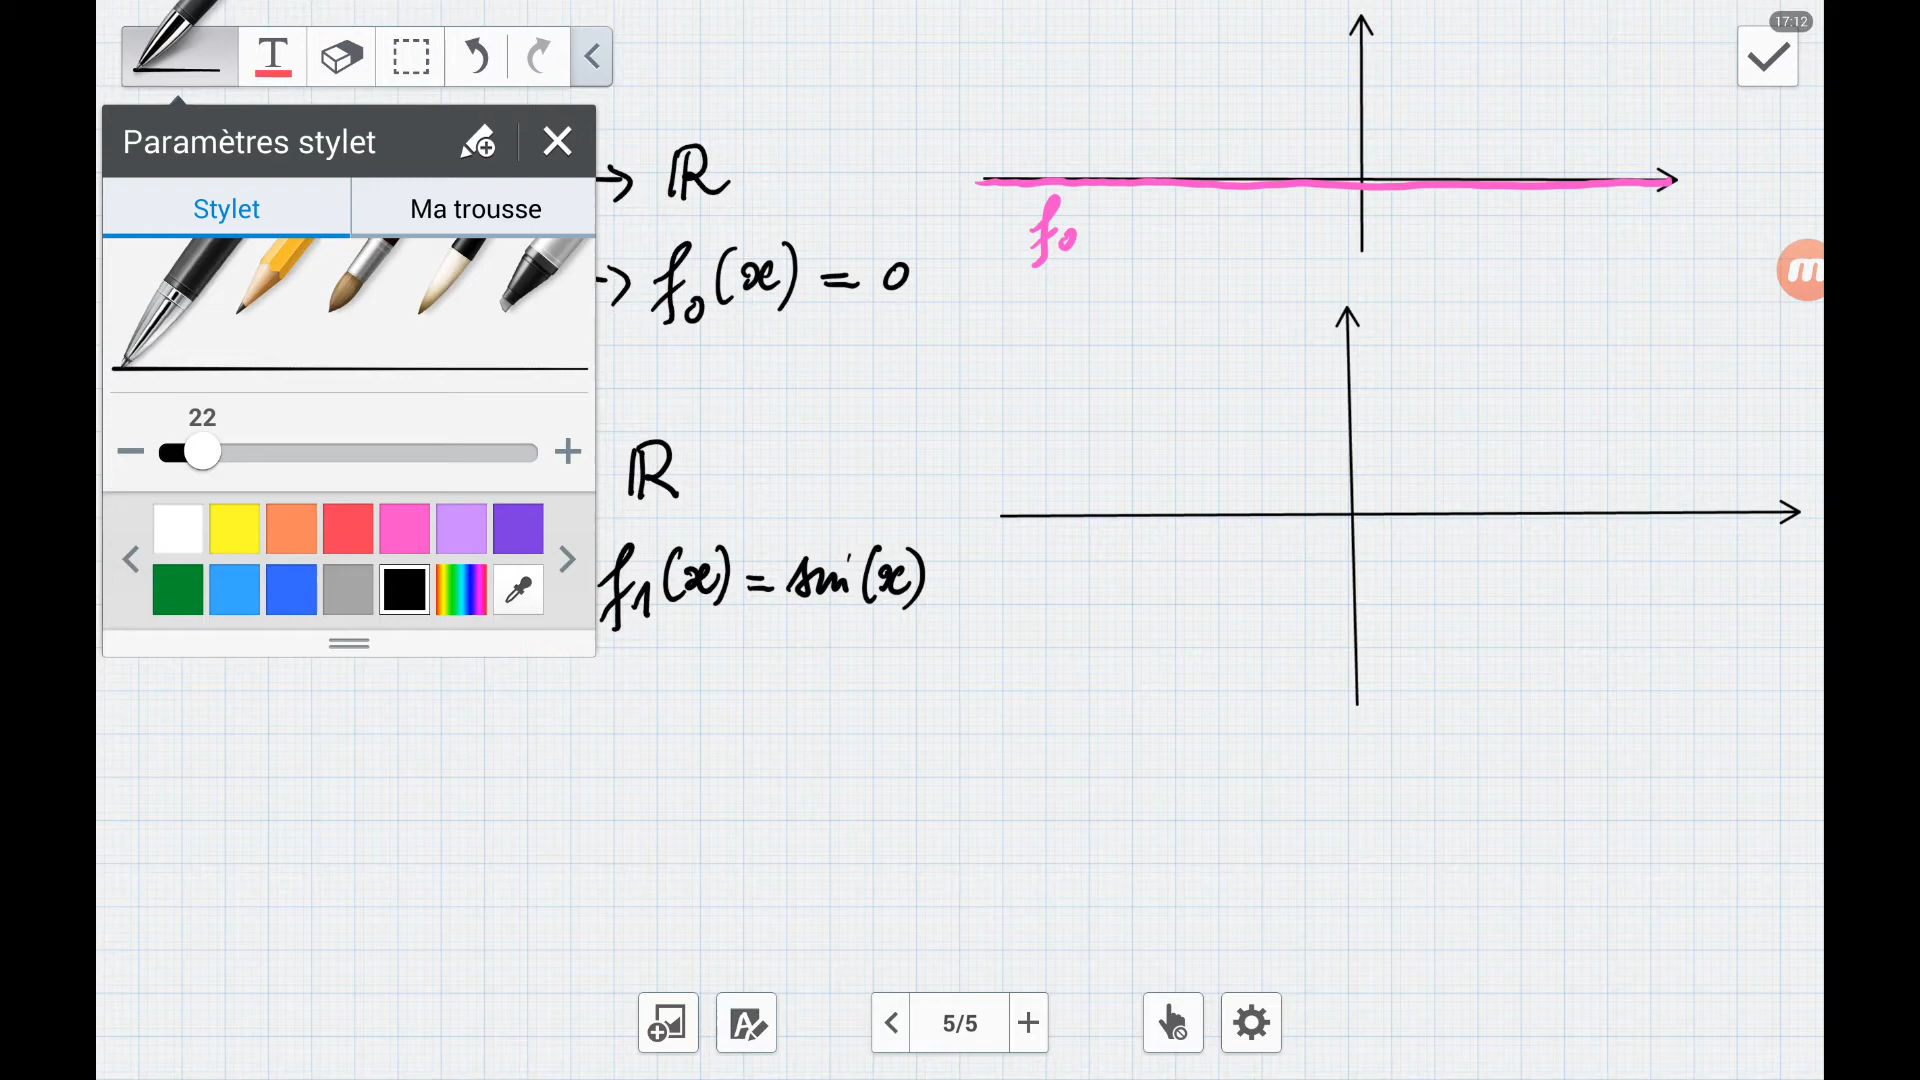 17:12
T
Paramètres stylet
Stylet
Ma trousse
22
→ ℝ
→ f₀(x) = 0
f₀
ℝ
f₁(x) = sin(x)
A
5/5